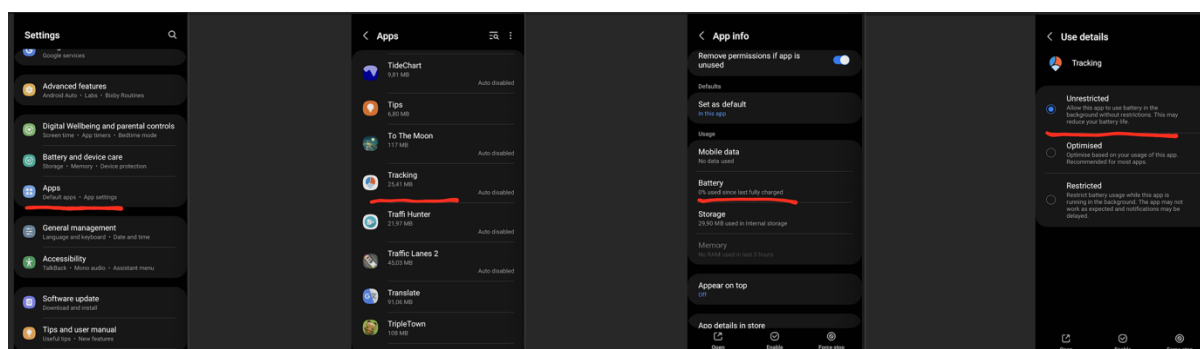 Settings
Google services
Advanced features
Android Auto • Labs • Bixby Routines
Digital Wellbeing and parental controls
Screen time • App timers • Bedtime mode
Battery and device care
Storage • Memory • Device protection
Apps
Default apps • App settings
General management
Language and keyboard • Date and time
Accessibility
TalkBack • Mono audio • Assistant menu
Software update
Download and install
Tips and user manual
Useful tips • New features
Apps
TideChart
9,81 MB
Auto disabled
Tips
6,80 MB
To The Moon
117 MB
Auto disabled
Tracking
25,41 MB
Auto disabled
Traffi Hunter
21,97 MB
Auto disabled
Traffic Lanes 2
45,03 MB
Auto disabled
Translate
91,06 MB
TripleTown
108 MB
App info
Remove permissions if app is
unused
Defaults
Set as default
In this app
Usage
Mobile data
No data used
Battery
0% used since last fully charged
Storage
29,90 MB used in Internal storage
Memory
No RAM used in last 3 hours
Appear on top
Off
App details in store
Open
Enable
Force stop
Use details
Tracking
Unrestricted
Allow this app to use battery in the
background without restrictions. This may
reduce your battery life.
Optimised
Optimise based on your usage of this app.
Recommended for most apps.
Restricted
Restrict battery usage while this app is
running in the background. The app may not
work as expected and notifications may be
delayed.
Open
Enable
Force stop